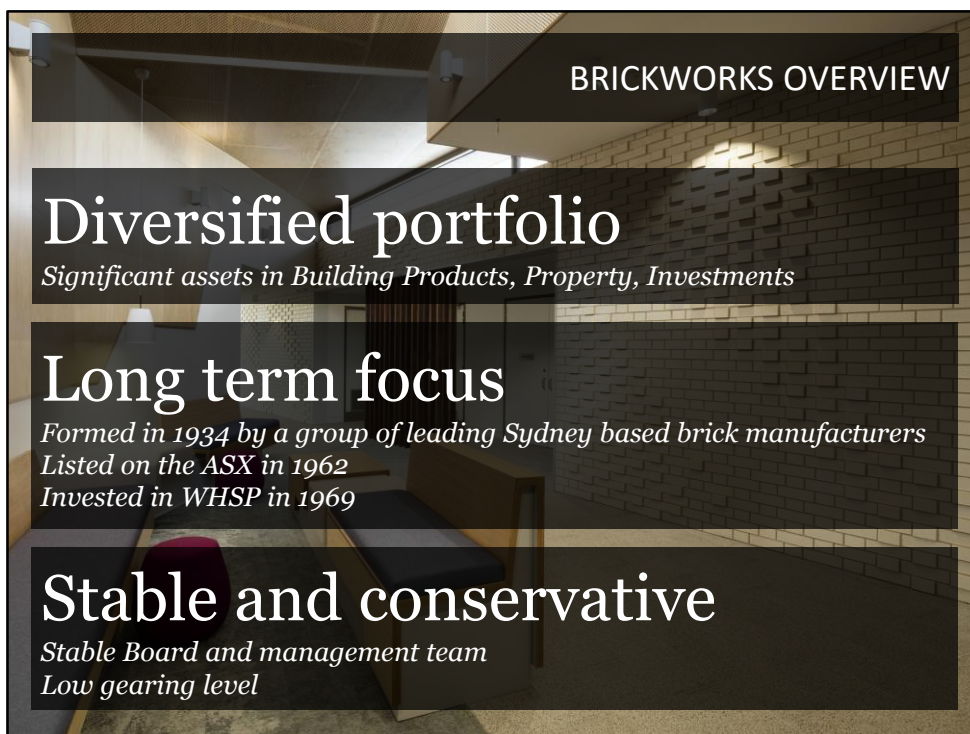 BRICKWORKS OVERVIEW
Diversified portfolio
Significant assets in Building Products, Property, Investments
Long term focus
Formed in 1934 by a group of leading Sydney based brick manufacturers
Listed on the ASX in 1962
Invested in WHSP in 1969
Stable and conservative
Stable Board and management team
Low gearing level